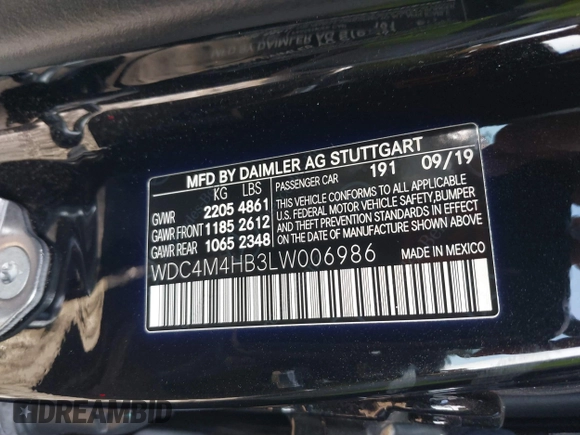 MFD BY DAIMLER AG STUTTGART
KG LBS PASSENGER CAR 191 09/19
GVWR 2205 4861
GAWR FRONT 1185 2612
GAWR REAR 1065 2348
THIS VEHICLE CONFORMS TO ALL APPLICABLE
U.S. FEDERAL MOTOR VEHICLE SAFETY,BUMPER
AND THEFT PREVENTION STANDARDS IN EFFECT
ON THE DATE OF MANUFACTURE SHOWN ABOVE
WDC4M4HB3LW006986 MADE IN MEXICO
DREAMBID